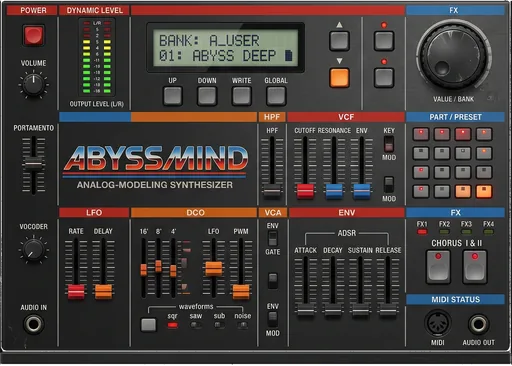 POWER
DYNAMIC LEVEL
FX
L/R
BANK: A_USER
01: ABYSS DEEP
VOLUME
OUTPUT LEVEL (L/R)
UP DOWN WRITE GLOBAL
VALUE / BANK
PORTAMENTO
HPF VCF PART / PRESET
HPF CUTOFF RESONANCE ENV KEY
MOD
MOD
ABYSSMIND
ANALOG-MODELING SYNTHESIZER
LFO DCO VCA ENV FX
VOCODER
RATE DELAY
16' 8' 4' LFO PWM
ENV
GATE
ENV
MOD
ADSR
ATTACK DECAY SUSTAIN RELEASE
FX1 FX2 FX3 FX4
CHORUS I & II
AUDIO IN
waveforms
sqr saw sub noise
MIDI STATUS
MIDI AUDIO OUT